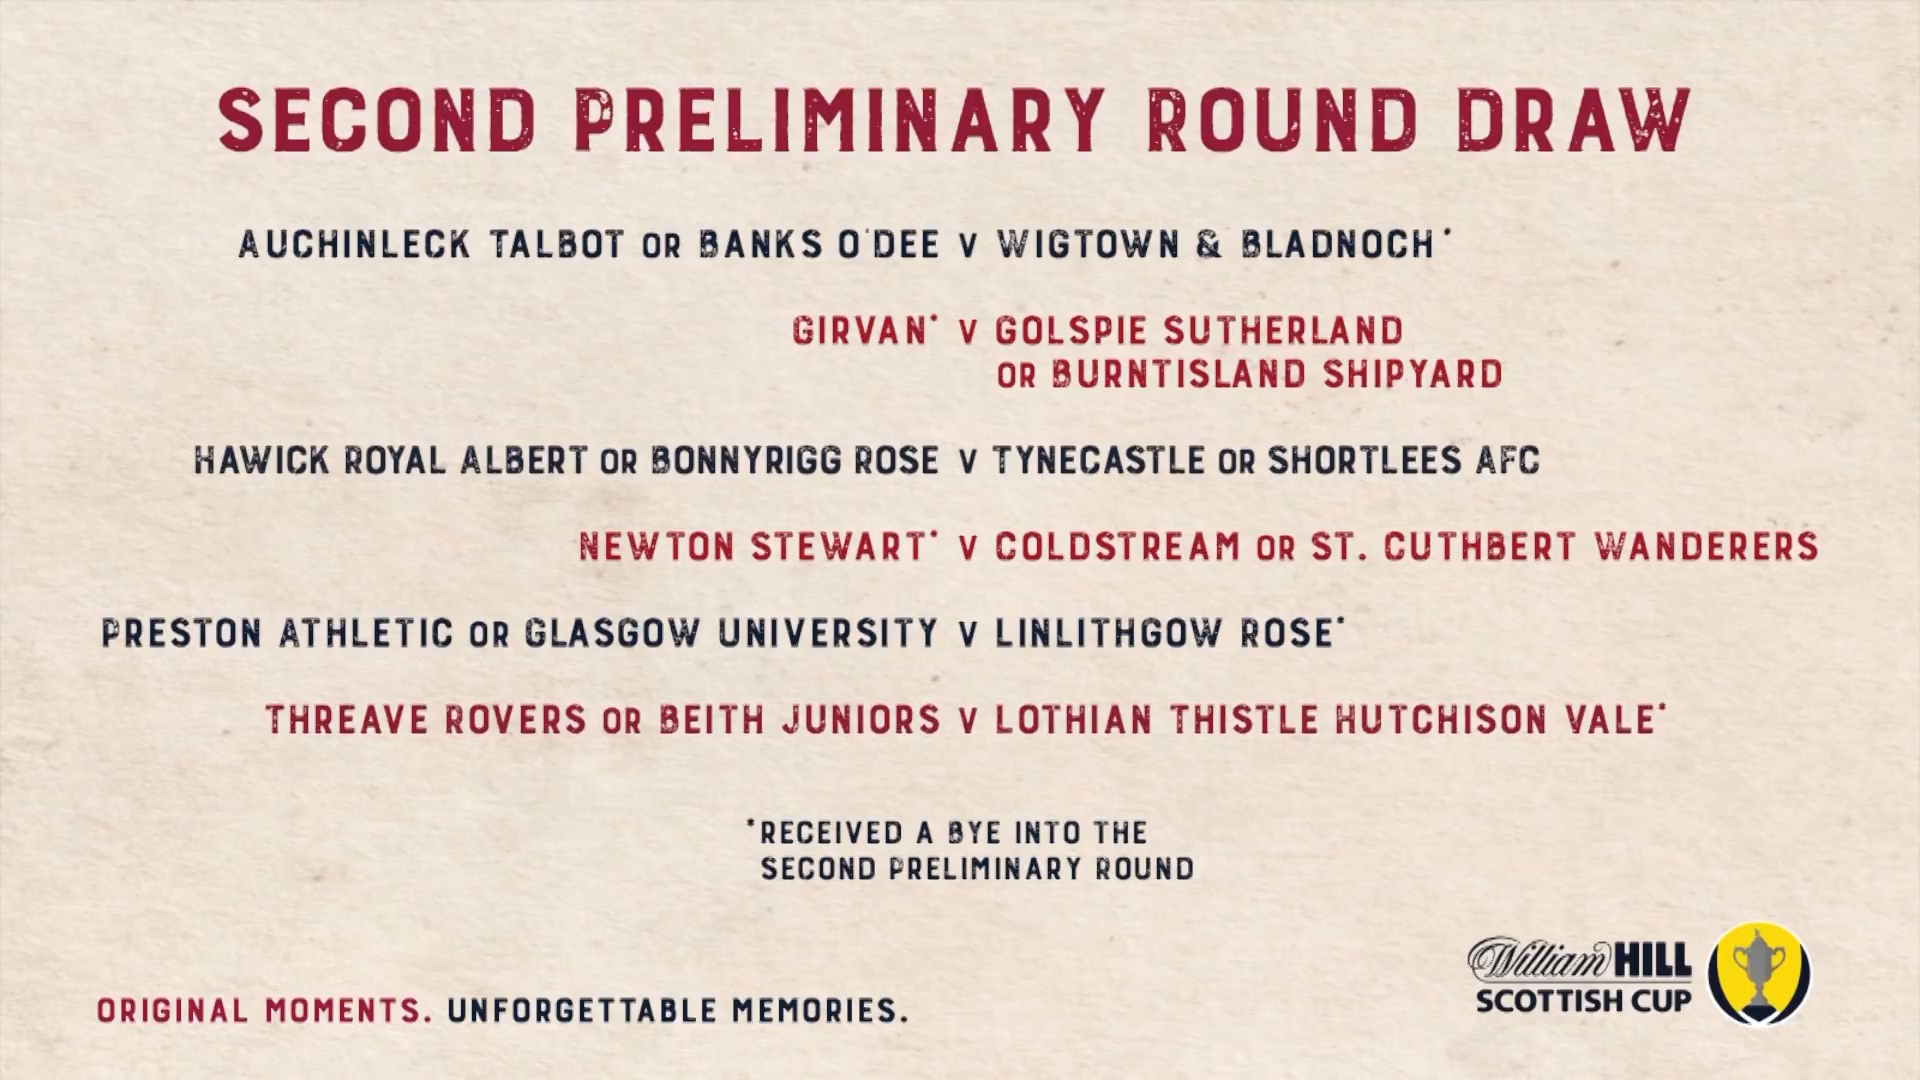 SECOND PRELIMINARY ROUND DRAW
AUCHINLECK TALBOT OR BANKS O'DEE V WIGTOWN & BLADNOCH*
GIRVAN* V GOLSPIE SUTHERLAND
OR BURNTISLAND SHIPYARD
HAWICK ROYAL ALBERT OR BONNYRIGG ROSE V TYNECASTLE OR SHORTLEES AFC
NEWTON STEWART* V COLDSTREAM OR ST. CUTHBERT WANDERERS
PRESTON ATHLETIC OR GLASGOW UNIVERSITY V LINLITHGOW ROSE*
THREAVE ROVERS OR BEITH JUNIORS V LOTHIAN THISTLE HUTCHISON VALE*
*RECEIVED A BYE INTO THE
SECOND PRELIMINARY ROUND
William HILL
SCOTTISH CUP
ORIGINAL MOMENTS. UNFORGETTABLE MEMORIES.